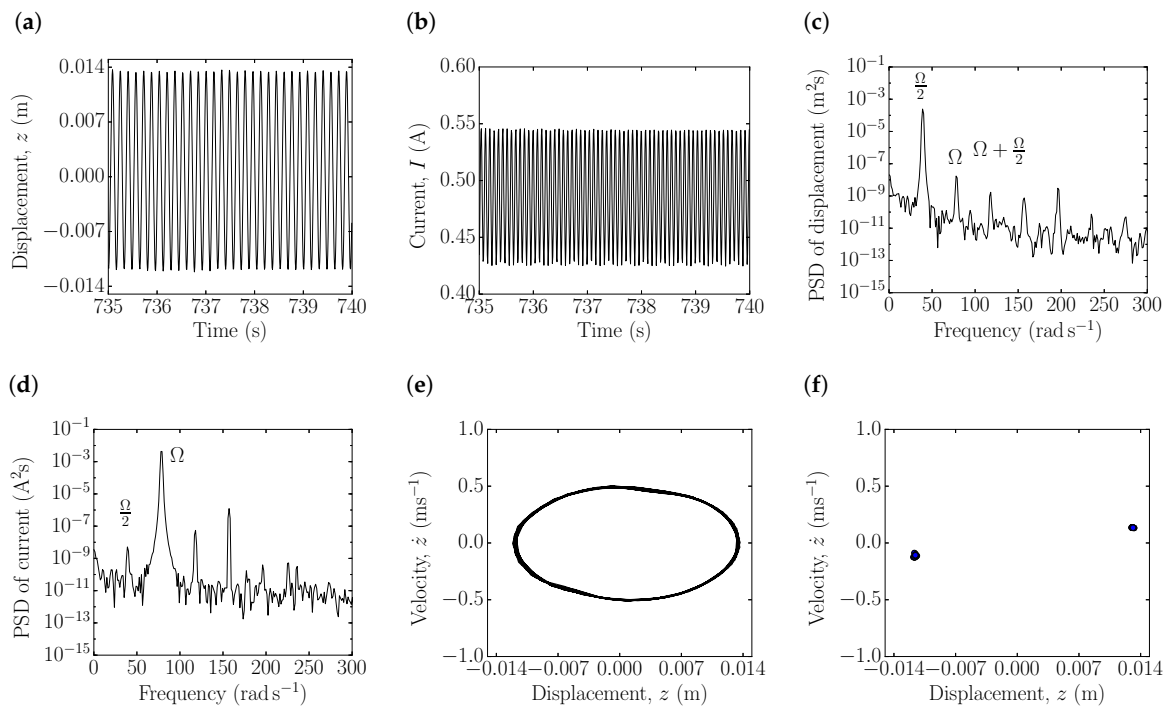 (a)
0.014
0.007
0.000
−0.007
−0.014
735 736 737 738 739 740
Time (s)
Displacement, z (m)
(b)
0.60
0.55
0.50
0.45
0.40
735 736 737 738 739 740
Time (s)
Current, I (A)
(c)
10⁻¹
10⁻³
10⁻⁵
10⁻⁷
10⁻⁹
10⁻¹¹
10⁻¹³
10⁻¹⁵
0 50 100 150 200 250 300
Frequency (rad s⁻¹)
PSD of displacement (m²s)
Ω/2
Ω
Ω + Ω/2
(d)
10⁻¹
10⁻³
10⁻⁵
10⁻⁷
10⁻⁹
10⁻¹¹
10⁻¹³
10⁻¹⁵
0 50 100 150 200 250 300
Frequency (rad s⁻¹)
PSD of current (A²s)
Ω/2
Ω
(e)
1.0
0.5
0.0
−0.5
−1.0
−0.014 −0.007 0.000 0.007 0.014
Displacement, z (m)
Velocity, ż (ms⁻¹)
(f)
1.0
0.5
0.0
−0.5
−1.0
−0.014 −0.007 0.000 0.007 0.014
Displacement, z (m)
Velocity, ż (ms⁻¹)